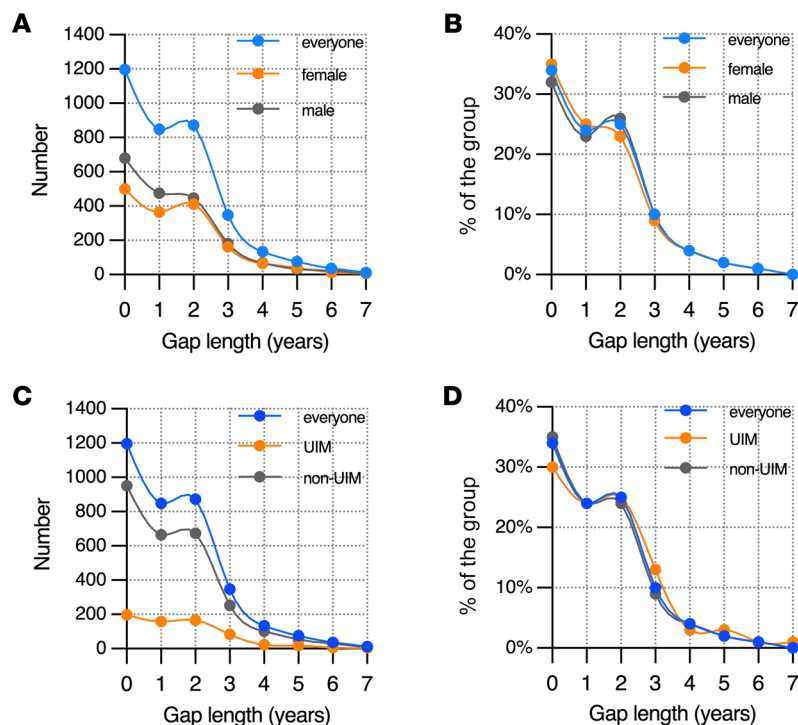 A
1400
1200
1000
800
600
400
200
0
Number
everyone
female
male
0 1 2 3 4 5 6 7
Gap length (years)
B
40%
30%
20%
10%
0%
% of the group
everyone
female
male
0 1 2 3 4 5 6 7
Gap length (years)
C
1400
1200
1000
800
600
400
200
0
Number
everyone
UIM
non-UIM
0 1 2 3 4 5 6 7
Gap length (years)
D
40%
30%
20%
10%
0%
% of the group
everyone
UIM
non-UIM
0 1 2 3 4 5 6 7
Gap length (years)